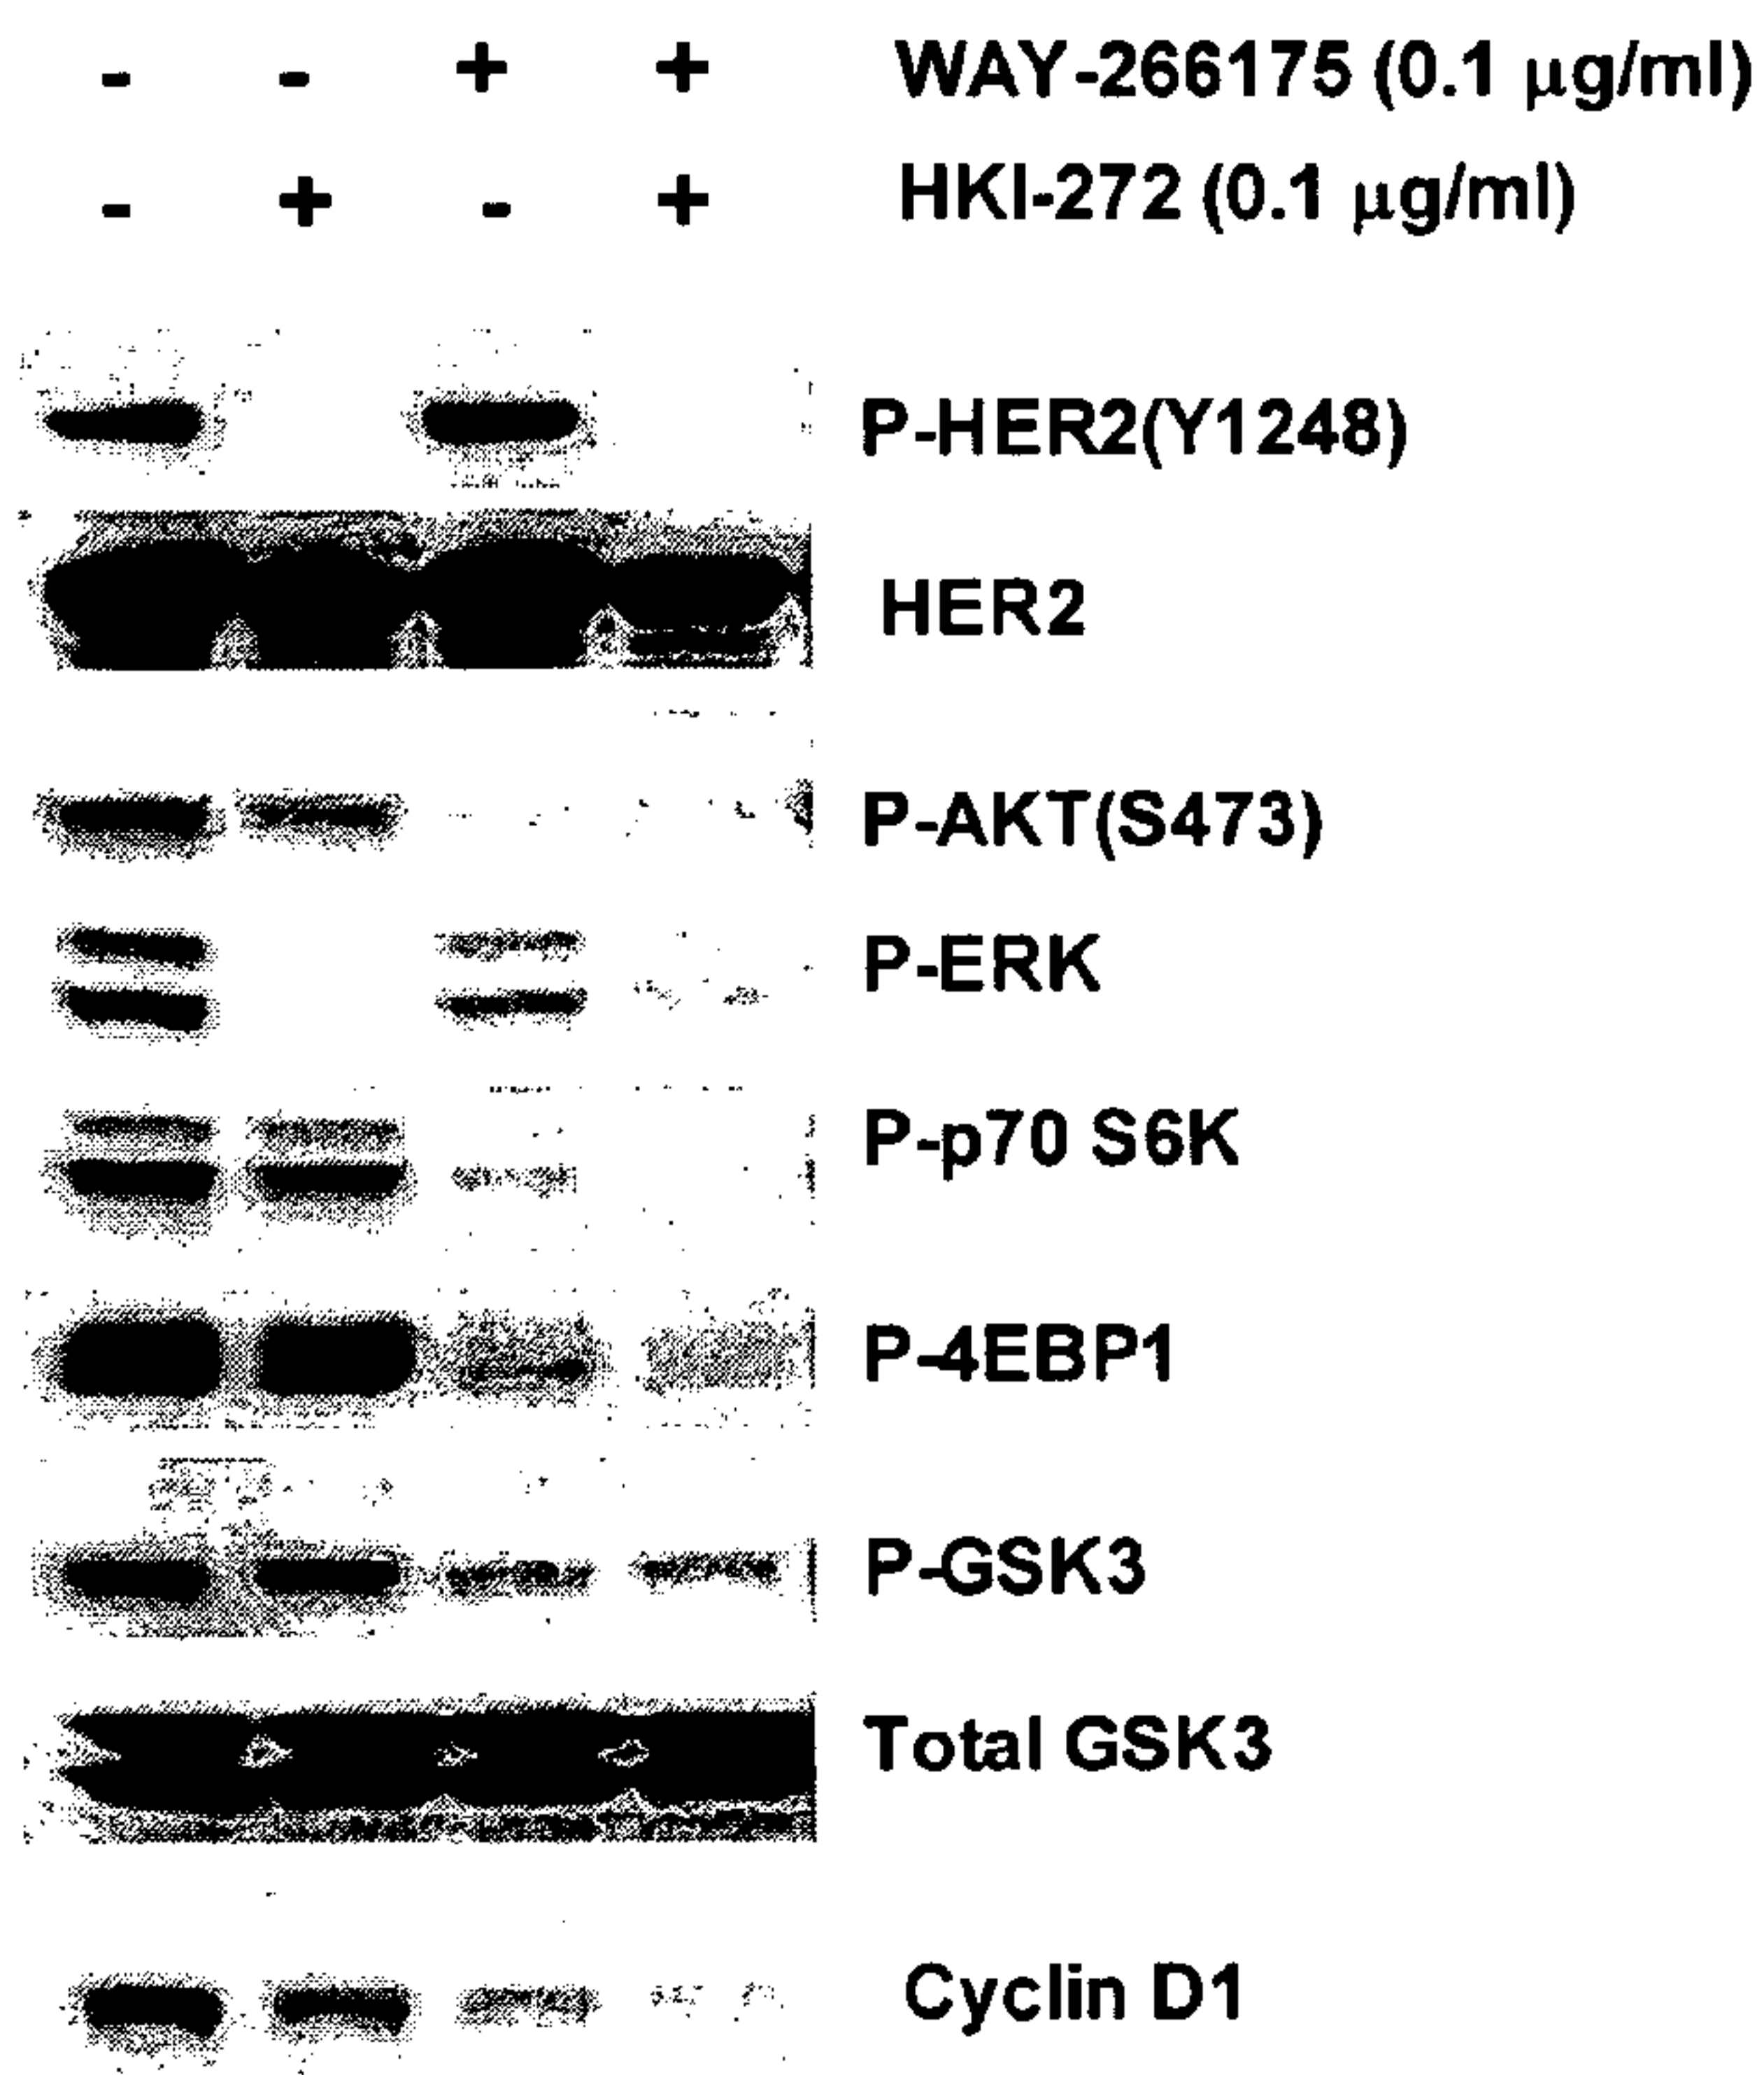 - - + + WAY-266175 (0.1 µg/ml)
- + - + HKI-272 (0.1 µg/ml)
P-HER2(Y1248)
HER2
P-AKT(S473)
P-ERK
P-p70 S6K
P-4EBP1
P-GSK3
Total GSK3
Cyclin D1